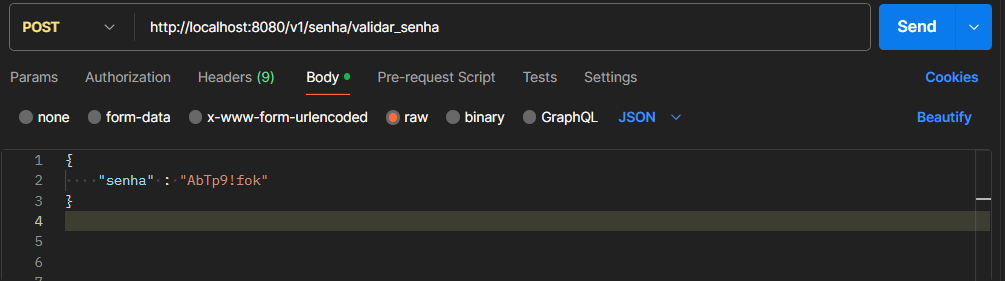 POST http://localhost:8080/v1/senha/validar_senha Send
Params Authorization Headers (9) Body Pre-request Script Tests Settings Cookies
none form-data x-www-form-urlencoded raw binary GraphQL JSON Beautify
1 {
2 "senha" : "AbTp9!fok"
3 }
4
5
6
7